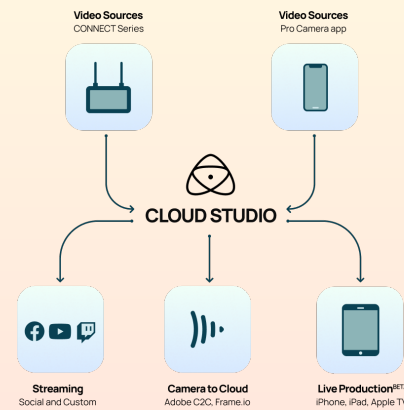 Video Sources
CONNECT Series
Video Sources
Pro Camera app
CLOUD STUDIO
Streaming
Social and Custom
Camera to Cloud
Adobe C2C, Frame.io
Live Production
iPhone, iPad, Apple TV